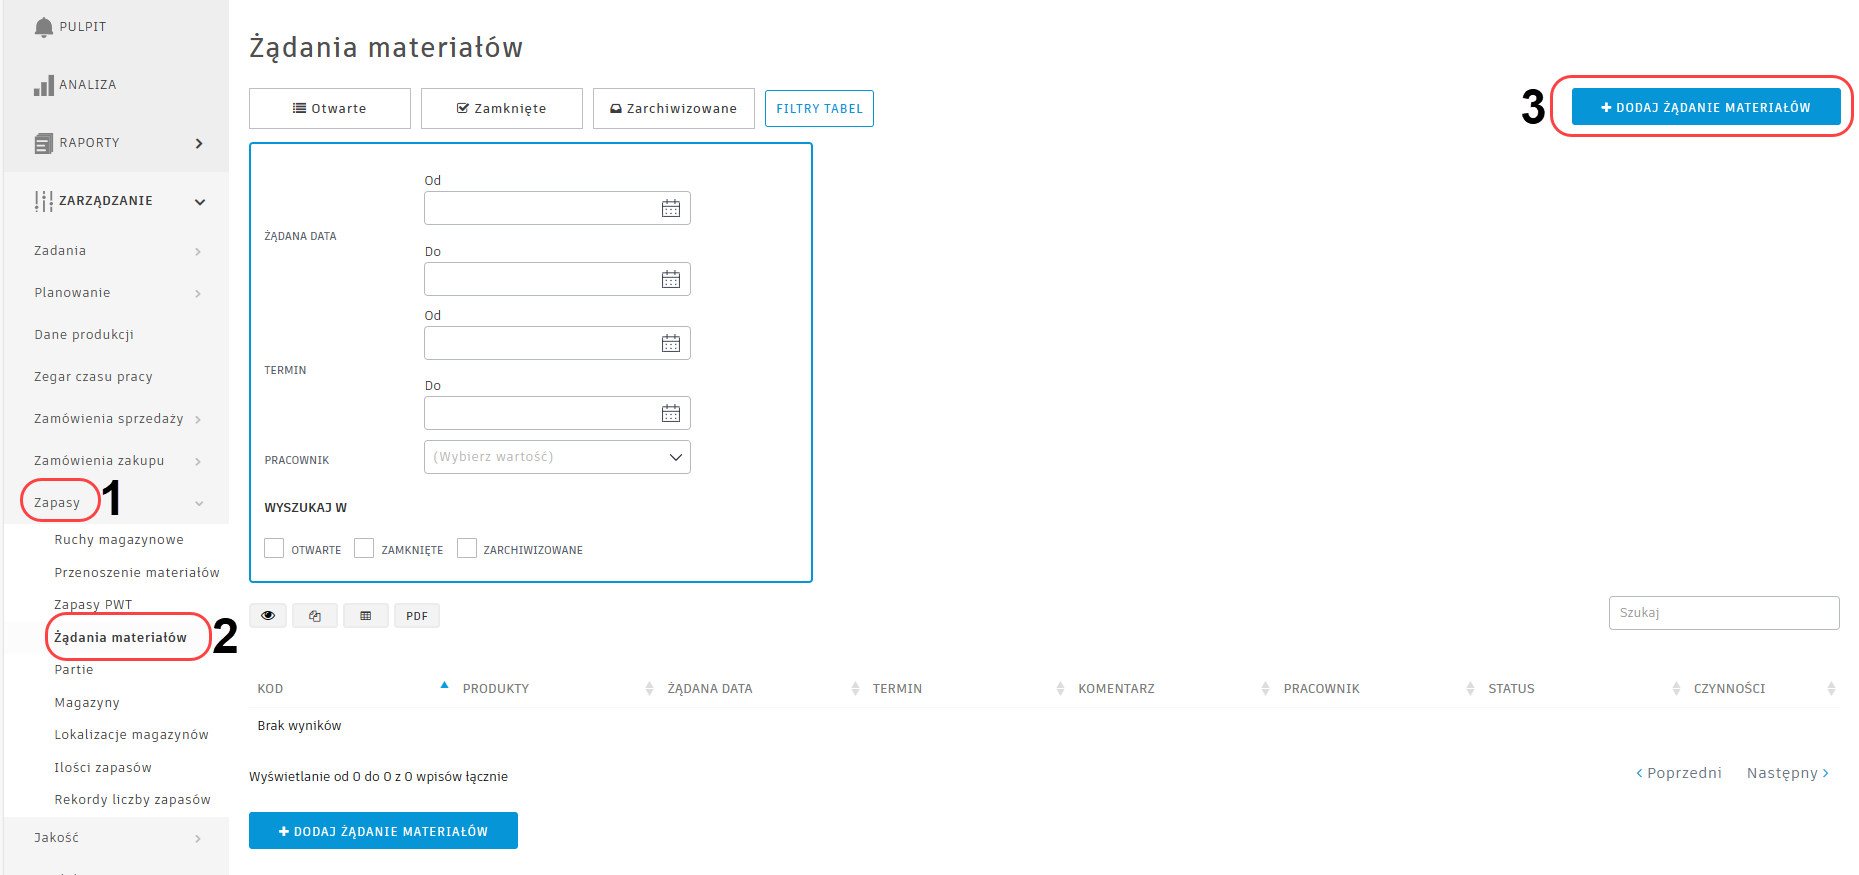 PULPIT
ANALIZA
RAPORTY
ZARZĄDZANIE
Zadania
Planowanie
Dane produkcji
Zegar czasu pracy
Zamówienia sprzedaży
Zamówienia zakupu
Zapasy 1
Ruchy magazynowe
Przenoszenie materiałów
Zapasy PWT
Żądania materiałów 2
Partie
Magazyny
Lokalizacje magazynów
Ilości zapasów
Rekordy liczby zapasów
Jakość
Żądania materiałów
Otwarte Zamknięte Zarchiwizowane FILTRY TABEL 3 DODAJ ŻĄDANIE MATERIAŁÓW
Od
ŻĄDANA DATA
Do
Od
TERMIN
Do
PRACOWNIK (Wybierz wartość)
WYSZUKAJ W
OTWARTE ZAMKNIĘTE ZARCHIWIZOWANE
PDF Szukaj
KOD PRODUKTY ŻĄDANA DATA TERMIN KOMENTARZ PRACOWNIK STATUS CZYNNOŚCI
Brak wyników
Wyświetlanie od 0 do 0 z 0 wpisów łącznie
Poprzedni Następny
DODAJ ŻĄDANIE MATERIAŁÓW